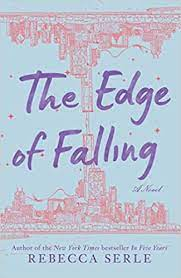 The Edge
of Falling
A Novel
Author of the New York Times bestseller In Five Years
REBECCA SERLE